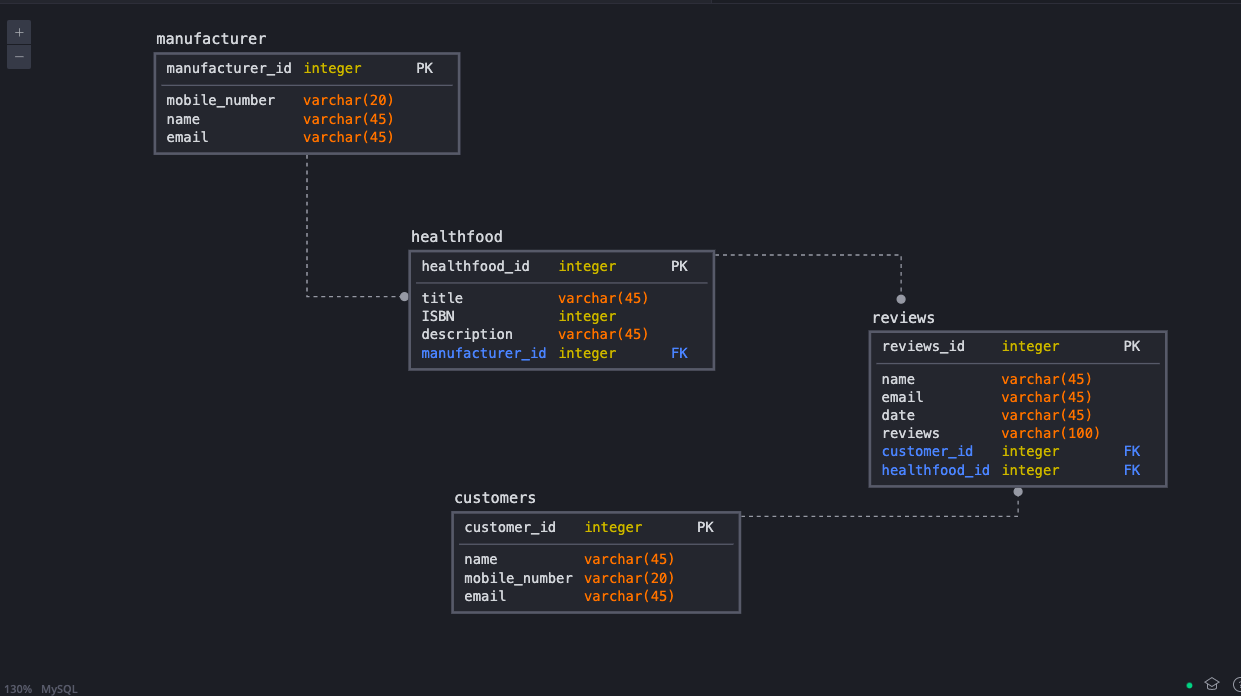 +
−
manufacturer
manufacturer_id integer PK
mobile_number varchar(20)
name varchar(45)
email varchar(45)
healthfood
healthfood_id integer PK
title varchar(45)
ISBN integer
description varchar(45)
manufacturer_id integer FK
reviews
reviews_id integer PK
name varchar(45)
email varchar(45)
date varchar(45)
reviews varchar(100)
customer_id integer FK
healthfood_id integer FK
customers
customer_id integer PK
name varchar(45)
mobile_number varchar(20)
email varchar(45)
130% MySQL